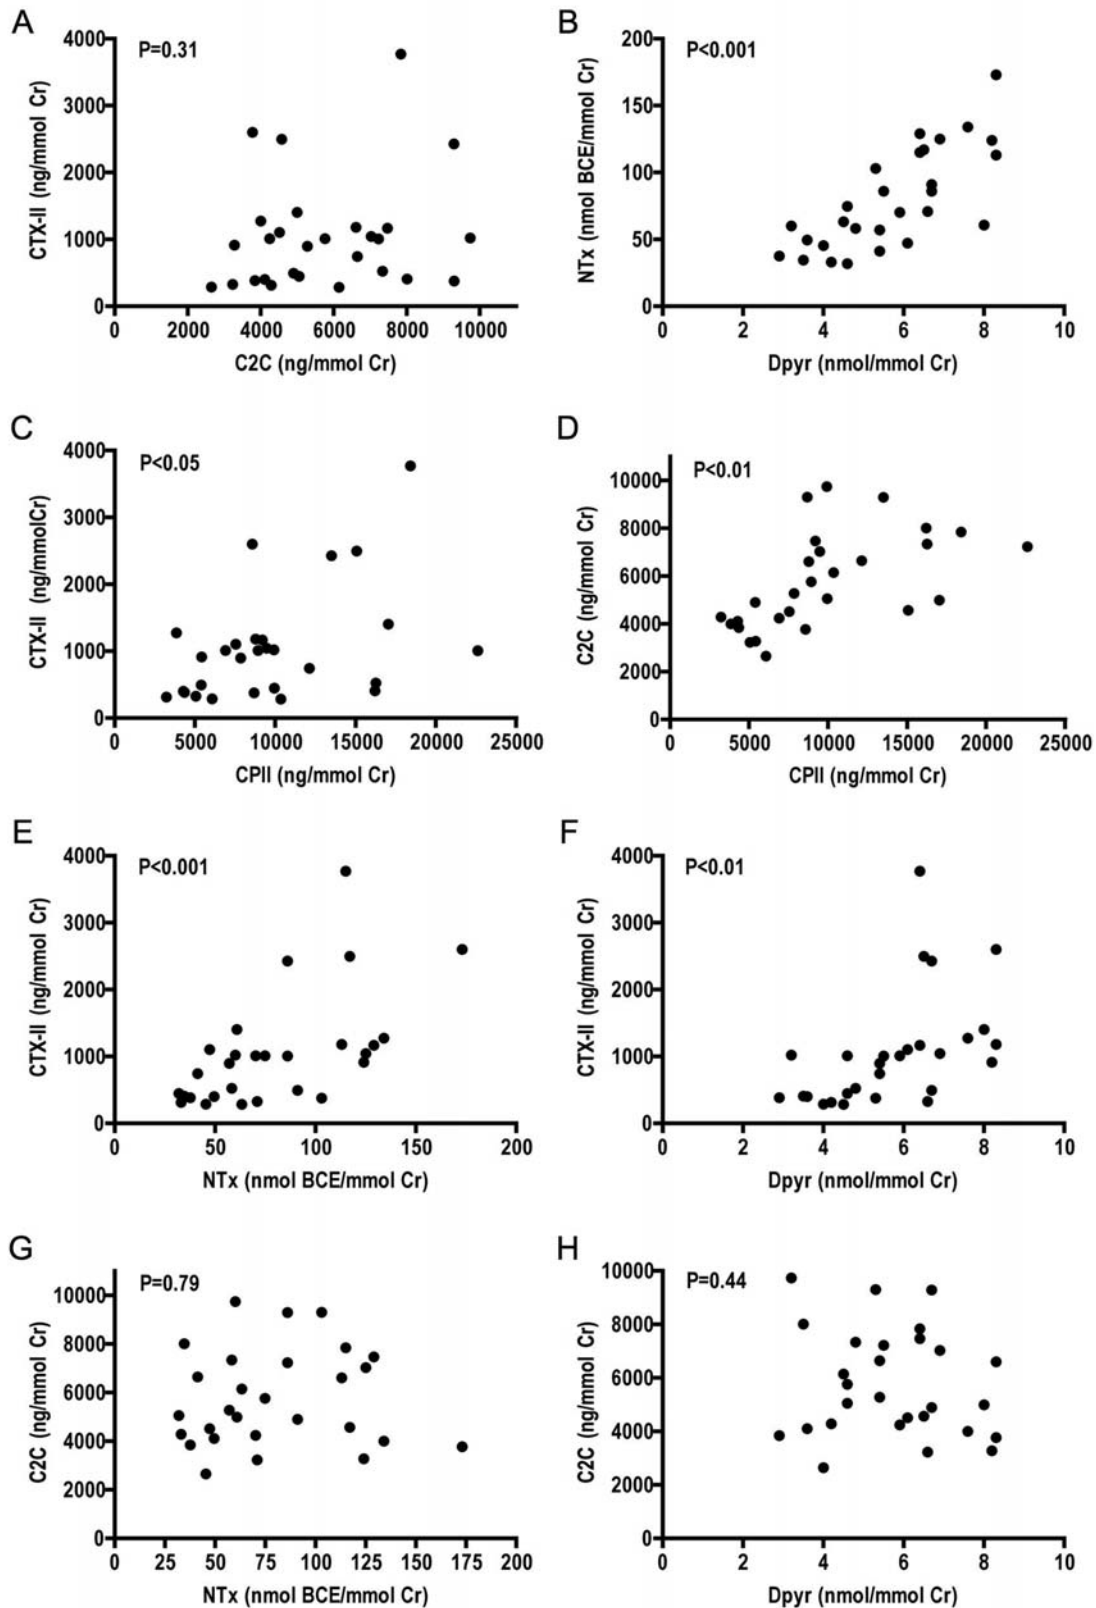 A
B
P=0.31
P<0.001
CTX-II (ng/mmol Cr)
4000
3000
2000
1000
0
0 2000 4000 6000 8000 10000
C2C (ng/mmol Cr)
NTx (nmol BCE/mmol Cr)
200
150
100
50
0
0 2 4 6 8 10
Dpyr (nmol/mmol Cr)
C
D
P<0.05
P<0.01
CTX-II (ng/mmolCr)
4000
3000
2000
1000
0
0 5000 10000 15000 20000 25000
CPII (ng/mmol Cr)
C2C (ng/mmol Cr)
10000
8000
6000
4000
2000
0
0 5000 10000 15000 20000 25000
CPII (ng/mmol Cr)
E
F
P<0.001
P<0.01
CTX-II (ng/mmol Cr)
4000
3000
2000
1000
0
0 50 100 150 200
NTx (nmol BCE/mmol Cr)
CTX-II (ng/mmol Cr)
4000
3000
2000
1000
0
0 2 4 6 8 10
Dpyr (nmol/mmol Cr)
G
H
P=0.79
P=0.44
C2C (ng/mmol Cr)
10000
8000
6000
4000
2000
0
0 25 50 75 100 125 150 175 200
NTx (nmol BCE/mmol Cr)
C2C (ng/mmol Cr)
10000
8000
6000
4000
2000
0
0 2 4 6 8 10
Dpyr (nmol/mmol Cr)